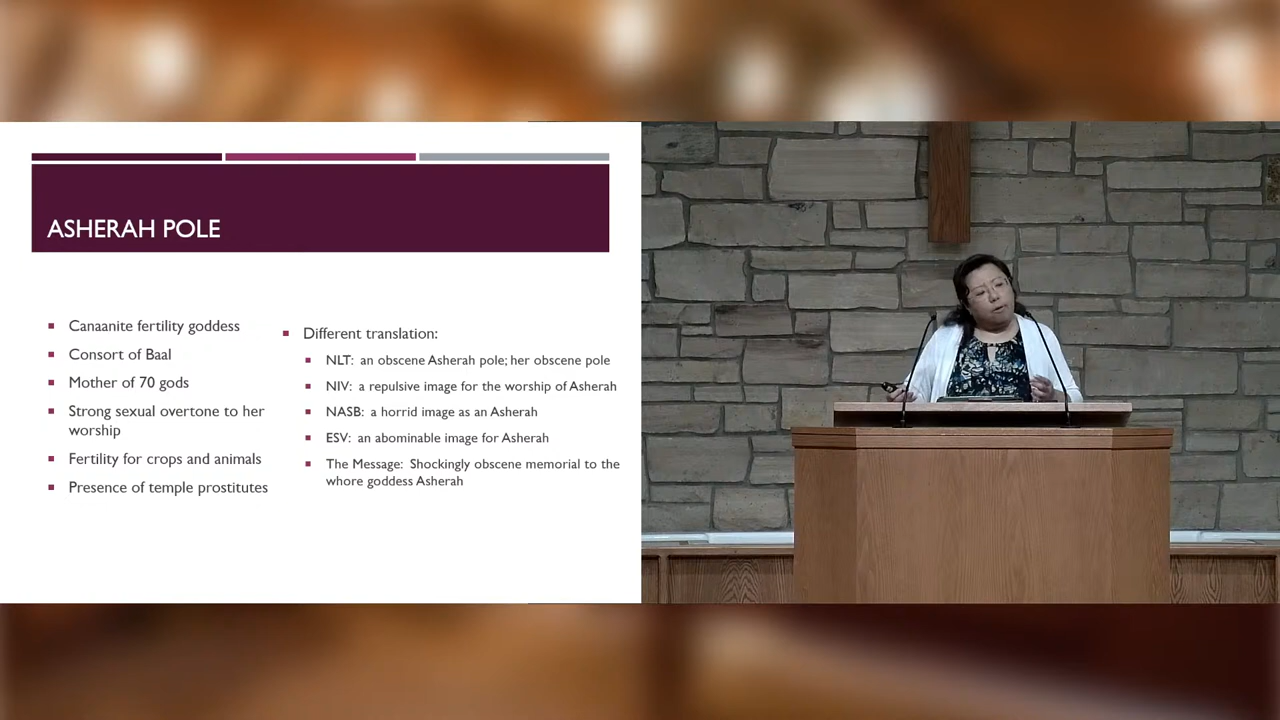 ASHERAH POLE
Canaanite fertility goddess
Consort of Baal
Mother of 70 gods
Strong sexual overtone to her
worship
Fertility for crops and animals
Presence of temple prostitutes
Different translation:
NLT: an obscene Asherah pole; her obscene pole
NIV: a repulsive image for the worship of Asherah
NASB: a horrid image as an Asherah
ESV: an abominable image for Asherah
The Message: Shockingly obscene memorial to the
whore goddess Asherah